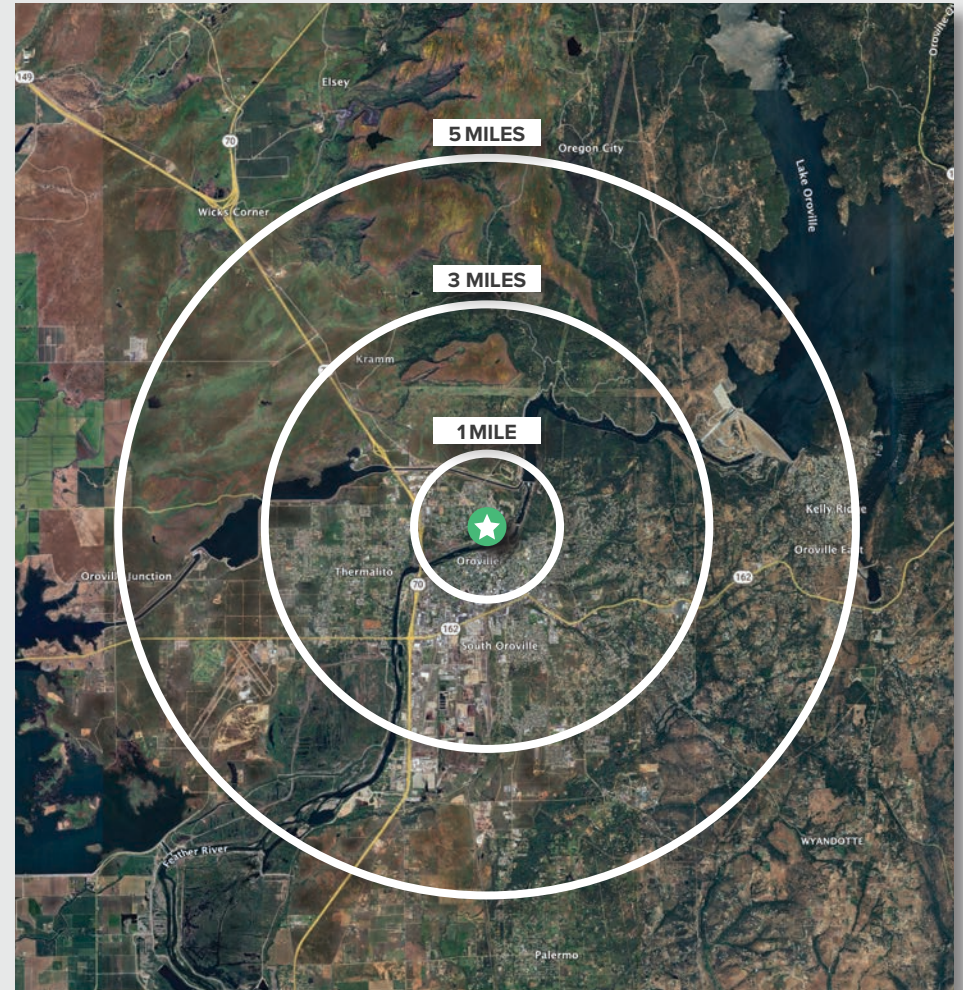 Elsey
149
70
5 MILES
Oregon City
Lake Oroville
Wicks Corner
3 MILES
Kramm
1 MILE
Kelly Ridge
Oroville East
Oroville
Thermalito
Oroville Junction
70
162
162
South Oroville
WYANDOTTE
Feather River
Palermo